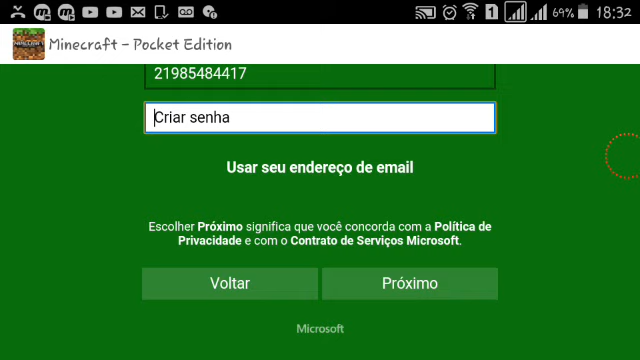 69% 18:32
Minecraft - Pocket Edition
21985484417
Criar senha
Usar seu endereço de email
Escolher Próximo significa que você concorda com a Política de
Privacidade e com o Contrato de Serviços Microsoft.
Voltar Próximo
Microsoft